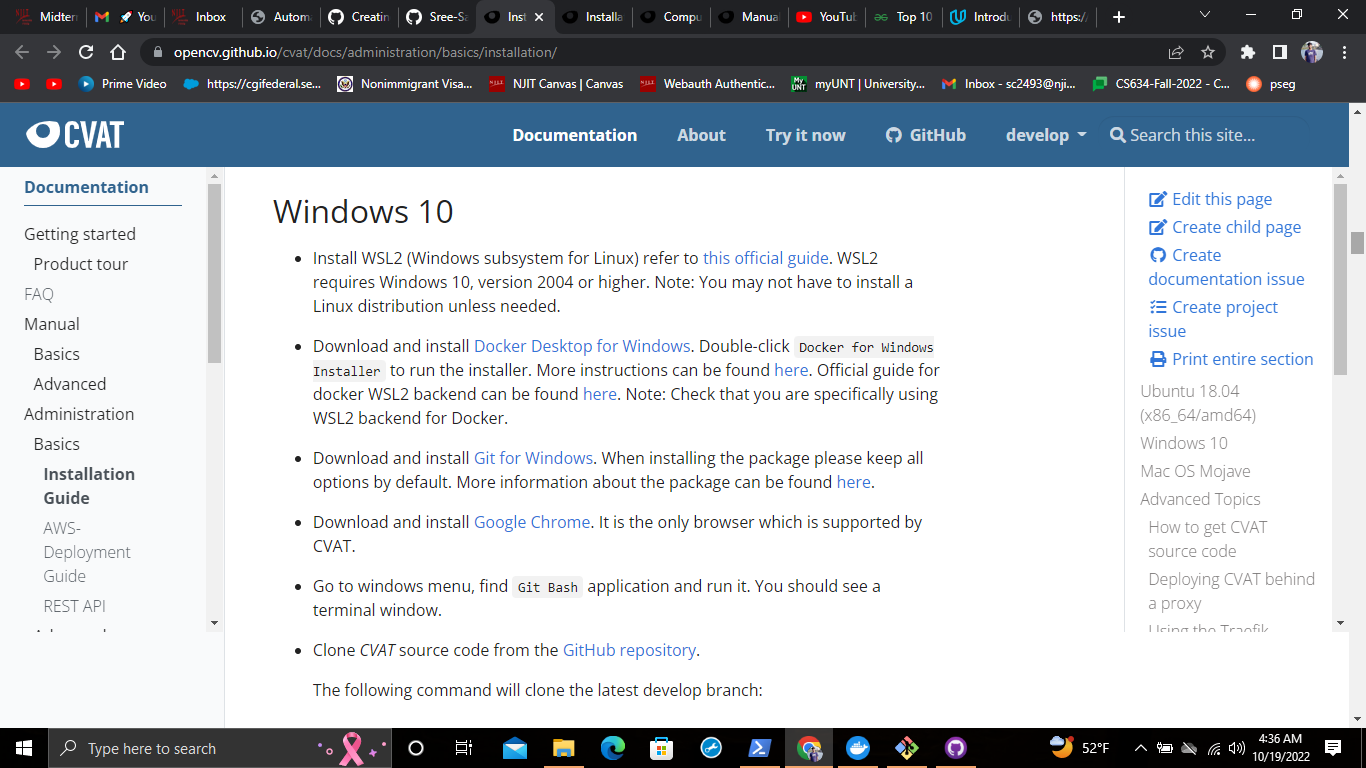 Midter
You
Inbox
Autom
Creatin
Sree-Sa
Inst
Installa
Compu
Manua
YouTub
Top 10
Introdu
https:/
opencv.github.io/cvat/docs/administration/basics/installation/
Prime Video
https://cgifederal.se...
Nonimmigrant Visa...
NJIT Canvas | Canvas
Webauth Authentic...
myUNT | University...
Inbox - sc2493@nji...
CS634-Fall-2022 - C...
pseg
CVAT
Documentation
About
Try it now
GitHub
develop
Search this site...
Documentation
Getting started
Product tour
FAQ
Manual
Basics
Advanced
Administration
Basics
Installation
Guide
AWS-
Deployment
Guide
REST API
Windows 10
Install WSL2 (Windows subsystem for Linux) refer to this official guide. WSL2
requires Windows 10, version 2004 or higher. Note: You may not have to install a
Linux distribution unless needed.
Download and install Docker Desktop for Windows. Double-click Docker for Windows
Installer to run the installer. More instructions can be found here. Official guide for
docker WSL2 backend can be found here. Note: Check that you are specifically using
WSL2 backend for Docker.
Download and install Git for Windows. When installing the package please keep all
options by default. More information about the package can be found here.
Download and install Google Chrome. It is the only browser which is supported by
CVAT.
Go to windows menu, find Git Bash application and run it. You should see a
terminal window.
Clone CVAT source code from the GitHub repository.
The following command will clone the latest develop branch:
Edit this page
Create child page
Create
documentation issue
Create project
issue
Print entire section
Ubuntu 18.04
(x86_64/amd64)
Windows 10
Mac OS Mojave
Advanced Topics
How to get CVAT
source code
Deploying CVAT behind
a proxy
Using the Traefik
Type here to search
52°F
4:36 AM
10/19/2022